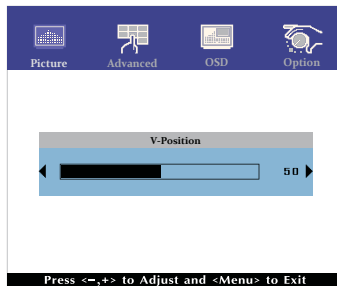 Picture Advanced OSD Option
V-Position
50
Press <−,+> to Adjust and <Menu> to Exit